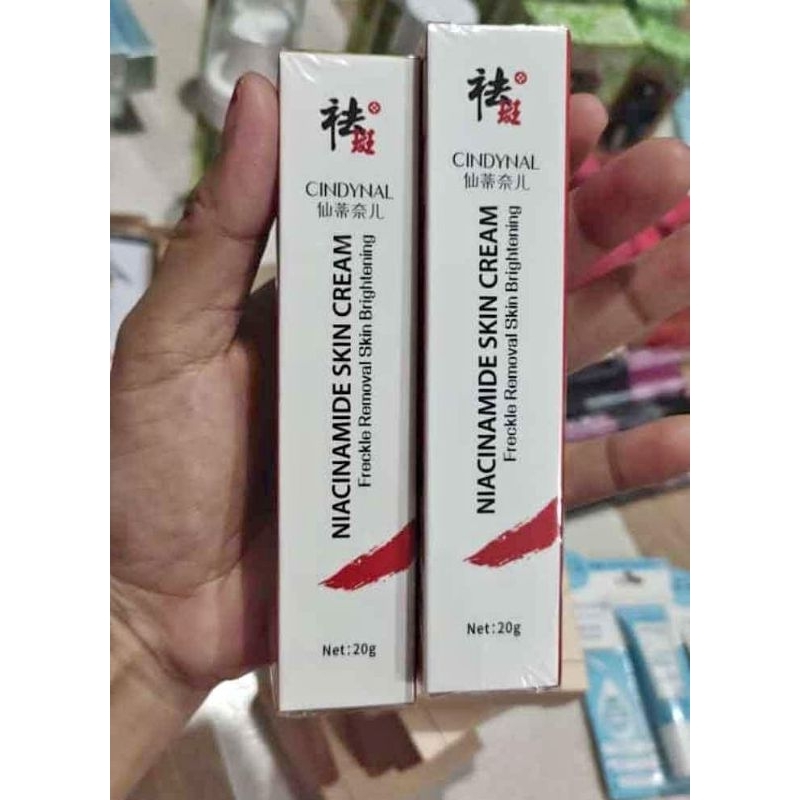 祛斑
CINDYNAL
仙蒂奈儿
NIACINAMIDE SKIN CREAM
Freckle Removal Skin Brightening
Net:20g
祛斑
CINDYNAL
仙蒂奈儿
NIACINAMIDE SKIN CREAM
Freckle Removal Skin Brightening
Net:20g